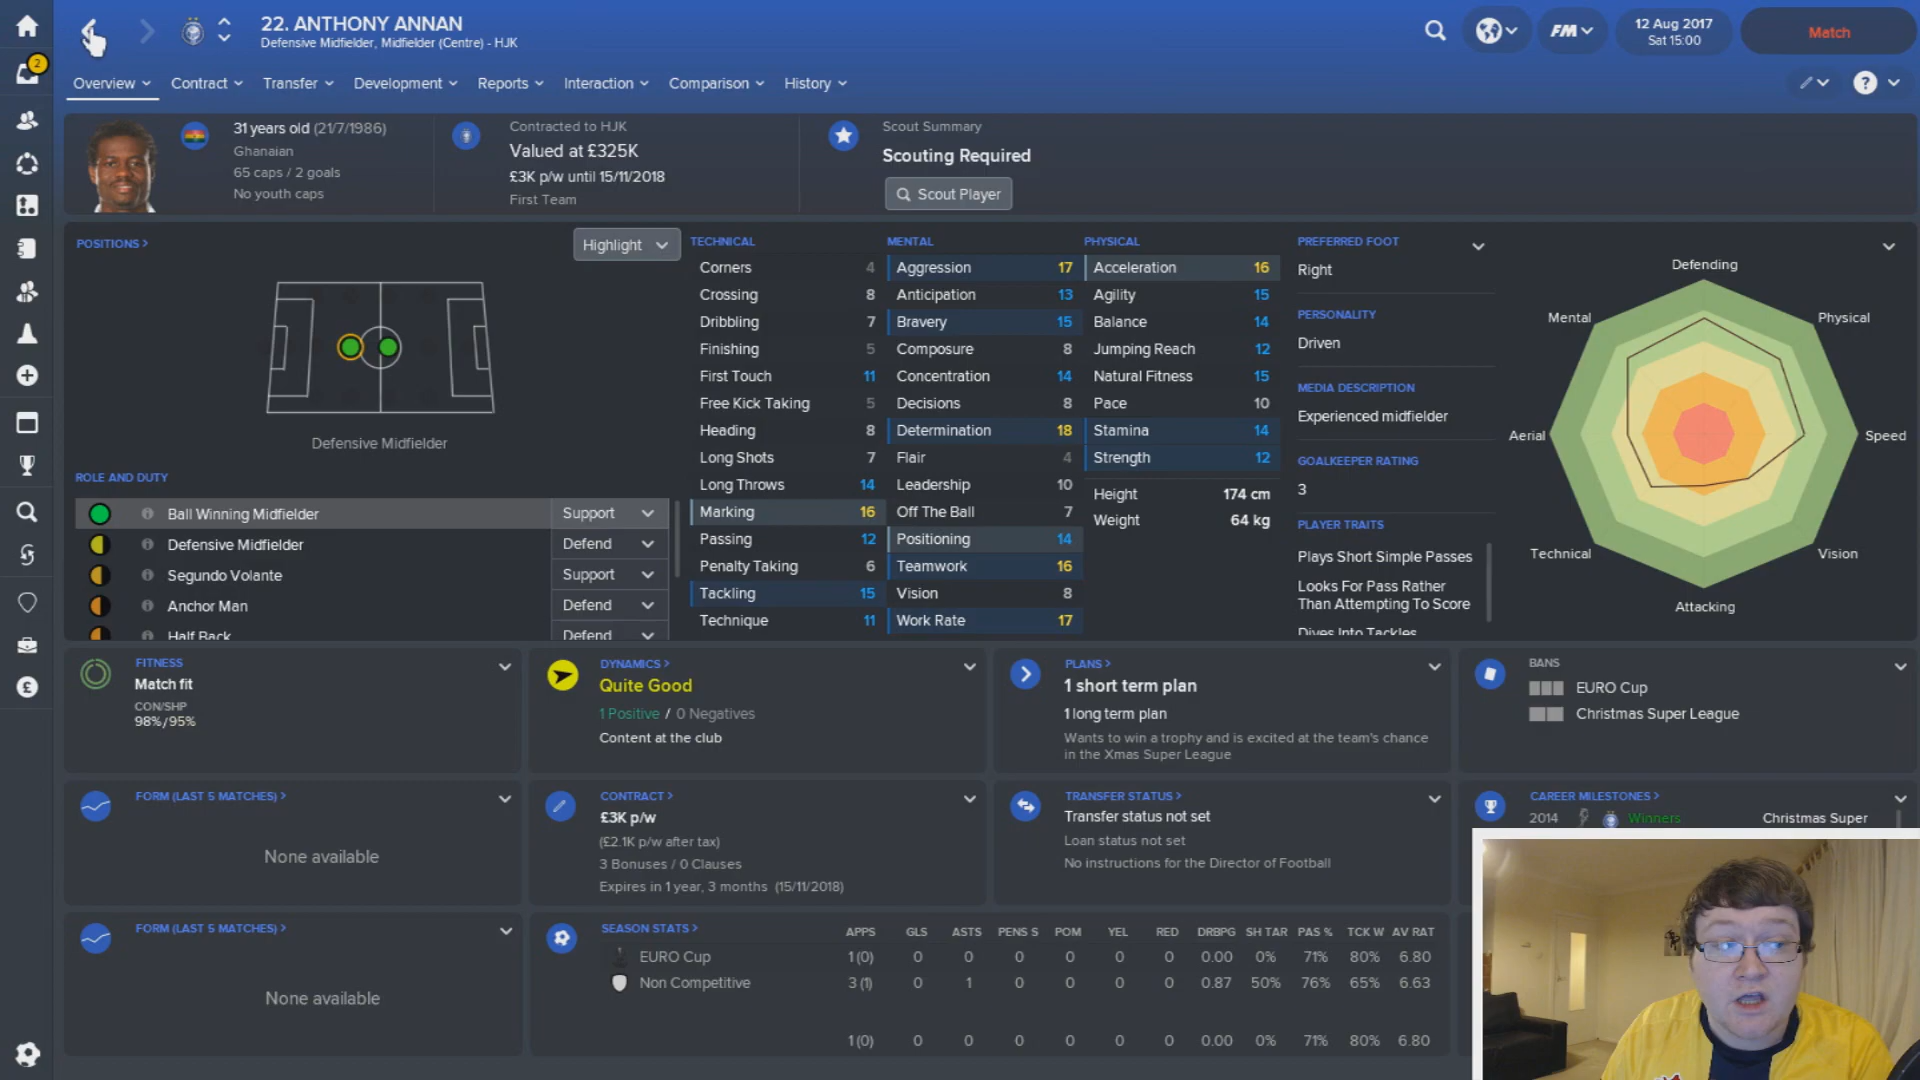 22. ANTHONY ANNAN
Defensive Midfielder, Midfielder (Centre) - HJK
FM
12 Aug 2017
Sat 15:00
Match
2
Overview
Contract
Transfer
Development
Reports
Interaction
Comparison
History
?
31 years old (21/7/1986)
Ghanaian
65 caps / 2 goals
No youth caps
Contracted to HJK
Valued at £325K
£3K p/w until 15/11/2018
First Team
Scout Summary
Scouting Required
Scout Player
POSITIONS >
Highlight
Defensive Midfielder
ROLE AND DUTY
Ball Winning Midfielder Support
Defensive Midfielder Defend
Segundo Volante Support
Anchor Man Defend
Half Back Defend
TECHNICAL
Corners 4
Crossing 8
Dribbling 7
Finishing 5
First Touch 11
Free Kick Taking 5
Heading 8
Long Shots 7
Long Throws 14
Marking 16
Passing 12
Penalty Taking 6
Tackling 15
Technique 11
MENTAL
Aggression 17
Anticipation 13
Bravery 15
Composure 8
Concentration 14
Decisions 8
Determination 18
Flair 4
Leadership 10
Off The Ball 7
Positioning 14
Teamwork 16
Vision 8
Work Rate 17
PHYSICAL
Acceleration 16
Agility 15
Balance 14
Jumping Reach 12
Natural Fitness 15
Pace 10
Stamina 14
Strength 12
Height 174 cm
Weight 64 kg
PREFERRED FOOT
Right
PERSONALITY
Driven
MEDIA DESCRIPTION
Experienced midfielder
GOALKEEPER RATING
3
PLAYER TRAITS
Plays Short Simple Passes
Looks For Pass Rather
Than Attempting To Score
Dives Into Tackles
Defending
Physical
Speed
Vision
Attacking
Technical
Aerial
Mental
FITNESS
Match fit
CON/SHP
98%/95%
DYNAMICS >
Quite Good
1 Positive / 0 Negatives
Content at the club
PLANS >
1 short term plan
1 long term plan
Wants to win a trophy and is excited at the team's chance
in the Xmas Super League
BANS
EURO Cup
Christmas Super League
FORM (LAST 5 MATCHES) >
None available
CONTRACT >
£3K p/w
(£2.1K p/w after tax)
3 Bonuses / 0 Clauses
Expires in 1 year, 3 months (15/11/2018)
TRANSFER STATUS >
Transfer status not set
Loan status not set
No instructions for the Director of Football
CAREER MILESTONES >
2014 Winners Christmas Super
FORM (LAST 5 MATCHES) >
None available
SEASON STATS > APPS GLS ASTS PENS S POM YEL RED DRBPG SH TAR PAS % TCK W AV RAT
EURO Cup 1 (0) 0 0 0 0 0 0 0.00 0% 71% 80% 6.80
Non Competitive 3 (1) 0 1 0 0 0 0 0.87 50% 76% 65% 6.63
1 (0) 0 0 0 0 0 0 0.00 0% 71% 80% 6.80